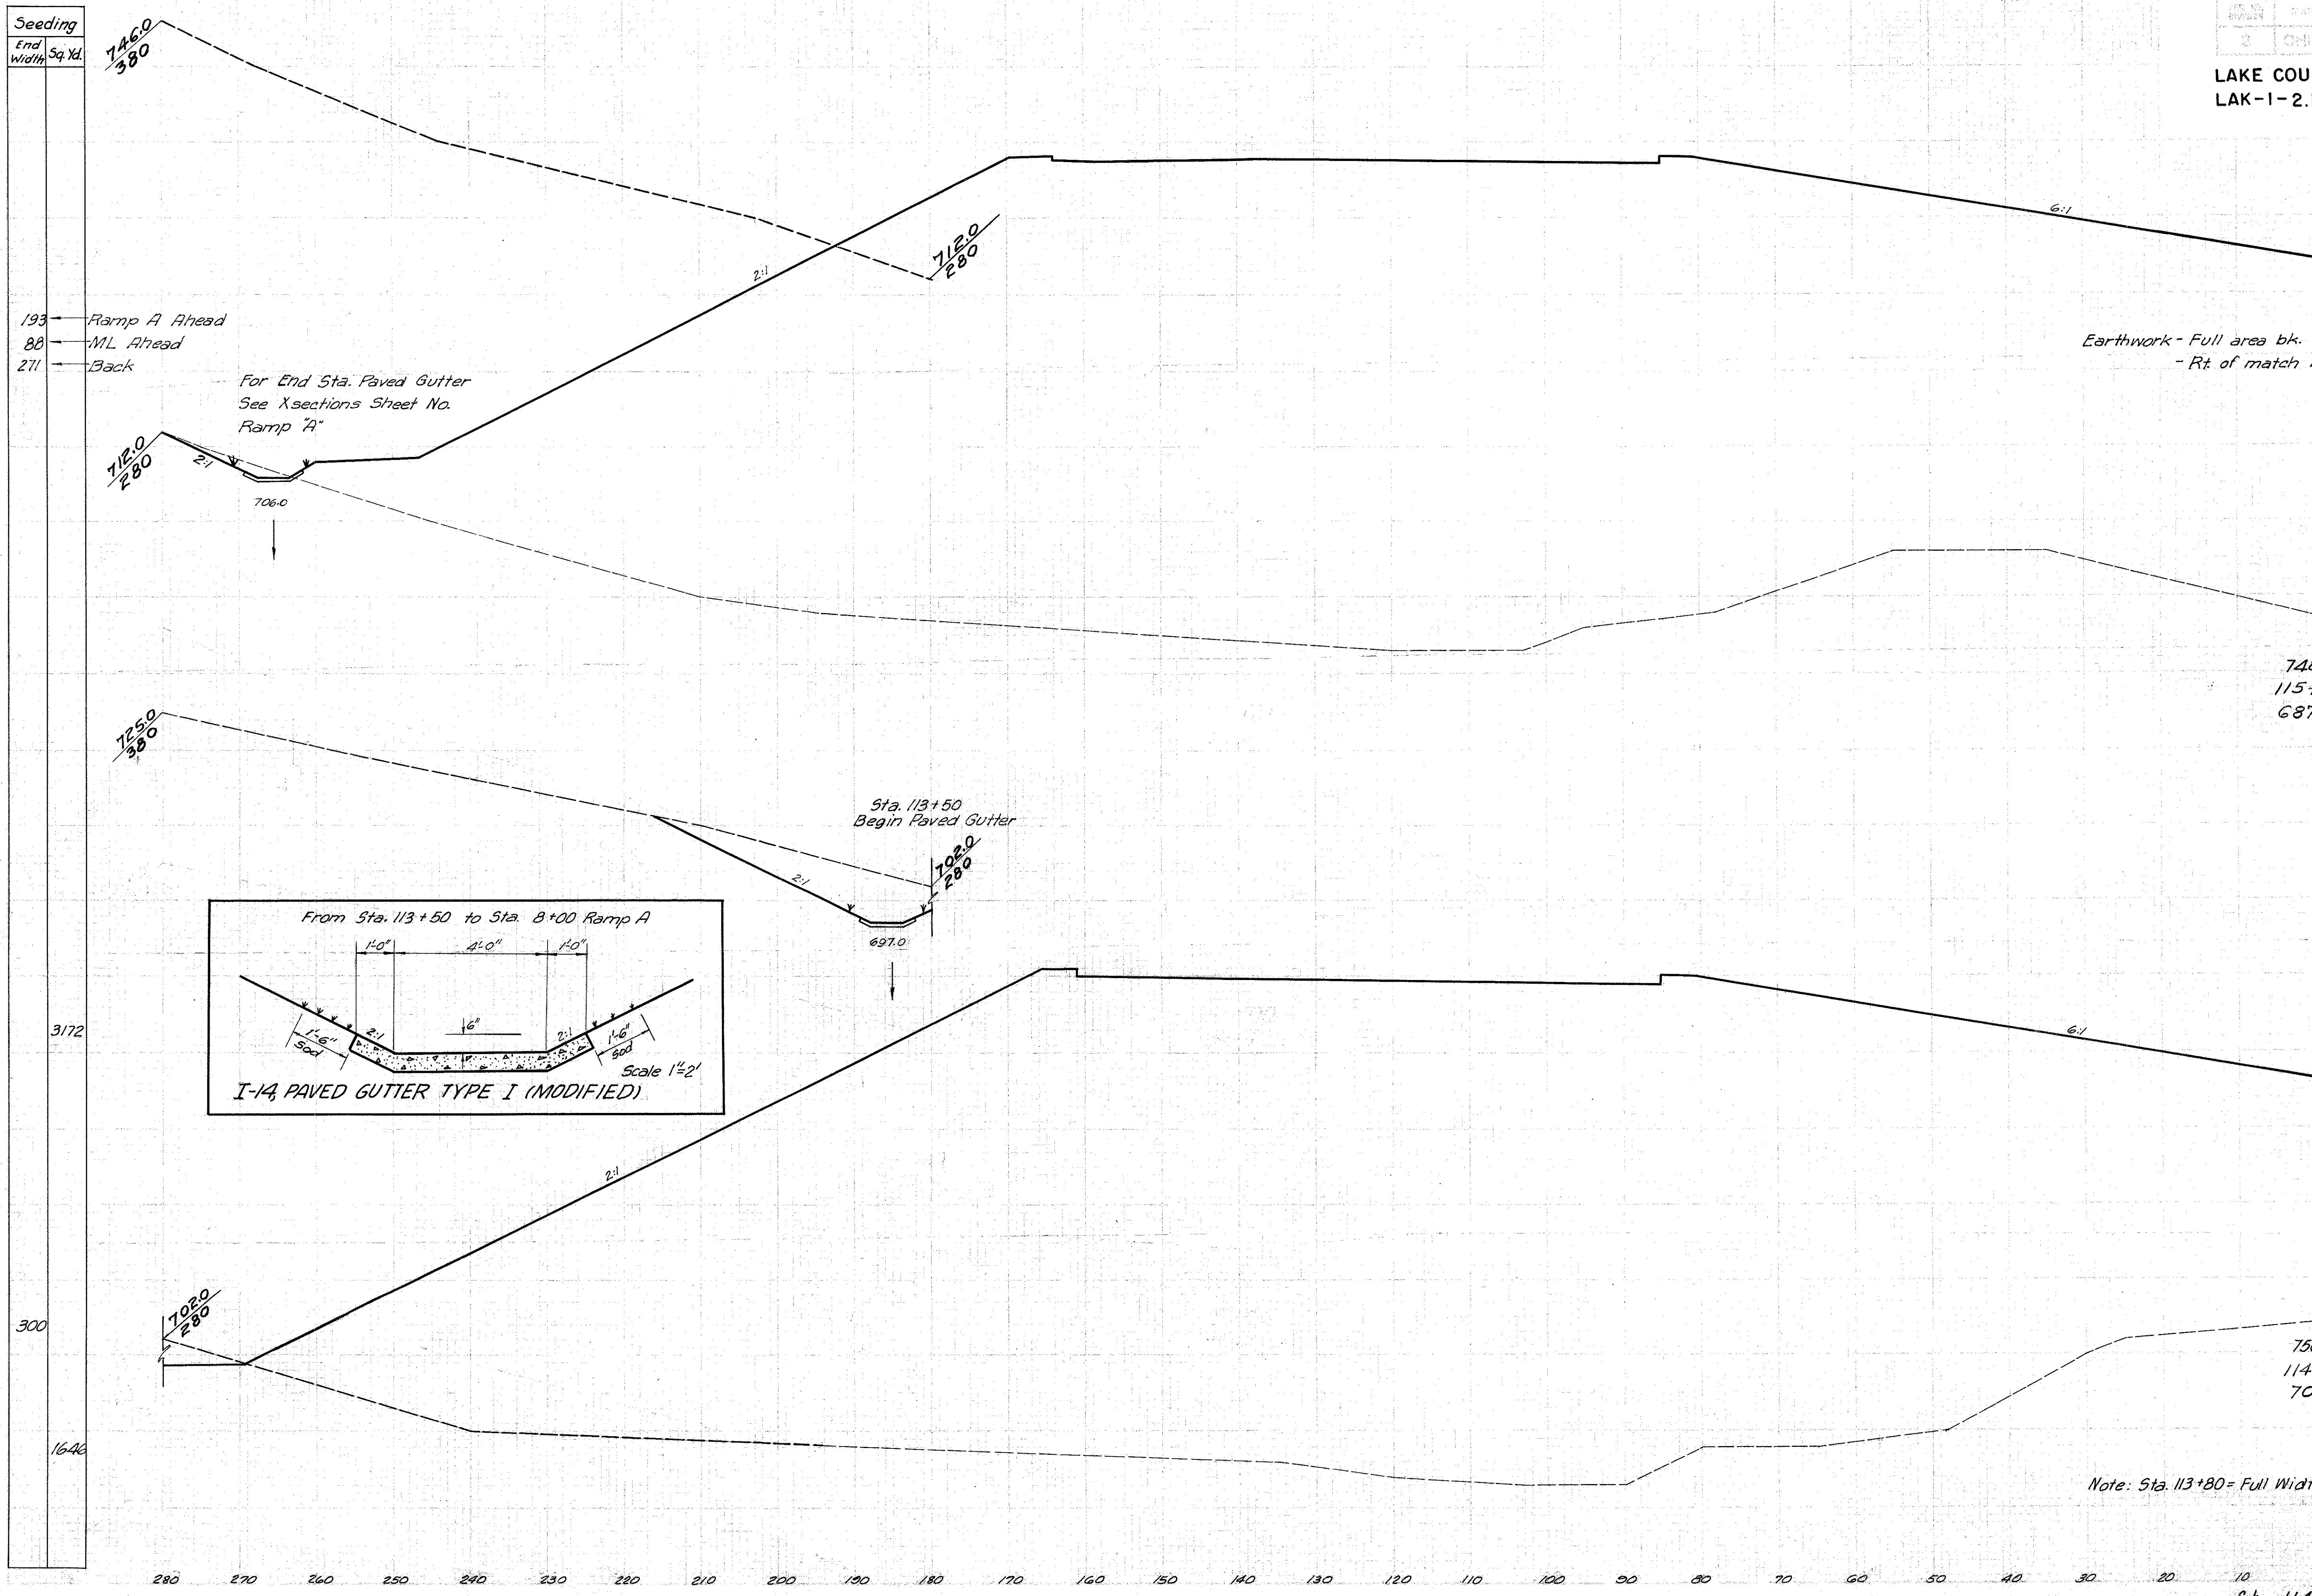 Seeding
End Width
Sq. Yd.
746.0
380
LAKE COU
LAK-1-2.
2:1
712.0
280
6:1
193 Ramp A Ahead
88 ML Ahead
271 Back
Earthwork - Full area bk.
- Rt. of match
For End Sta. Paved Gutter
See Xsections Sheet No.
Ramp "A"
712.0
280
2:1
706.0
115+
687
725.0
380
Sta. 113+50
Begin Paved Gutter
702.0
280
2:1
697.0
From Sta. 113+50 to Sta. 8+00 Ramp A
1'-0" 4'-0" 1'-0"
2:1
6"
2:1
1'-6"
Sod
1'-6"
Sod
Scale 1"=2'
I-14, PAVED GUTTER TYPE I (MODIFIED)
3172
6:1
2:1
702.0
280
300
114
70
1646
Note: Sta. 113+80 = Full Widt
280 270 260 250 240 230 220 210 200 190 180 170 160 150 140 130 120 110 100 90 80 70 60 50 40 30 20 10